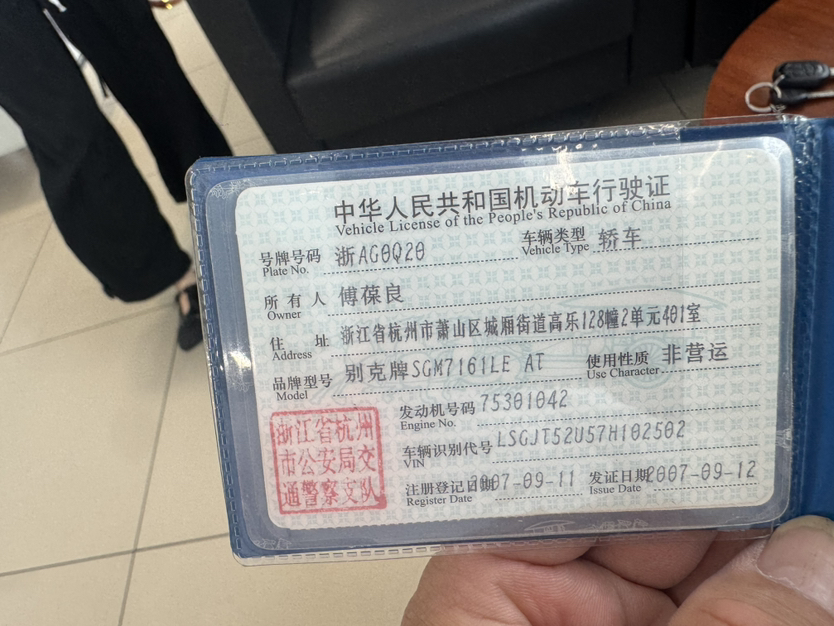 中华人民共和国机动车行驶证
Vehicle License of the People's Republic of China
号牌号码 浙AG0Q20 车辆类型 轿车
Plate No. Vehicle Type
所有人 傅葆良
Owner
住址 浙江省杭州市萧山区城厢街道高乐128幢2单元401室
Address
品牌型号 别克牌SGM7161LE AT 使用性质 非营运
Model Use Character
发动机号码 75301042
Engine No.
车辆识别代号 LSGJT52U57H102502
VIN
注册登记日期 2007-09-11 发证日期 2007-09-12
Register Date Issue Date
浙江省杭州
市公安局交
通警察支队